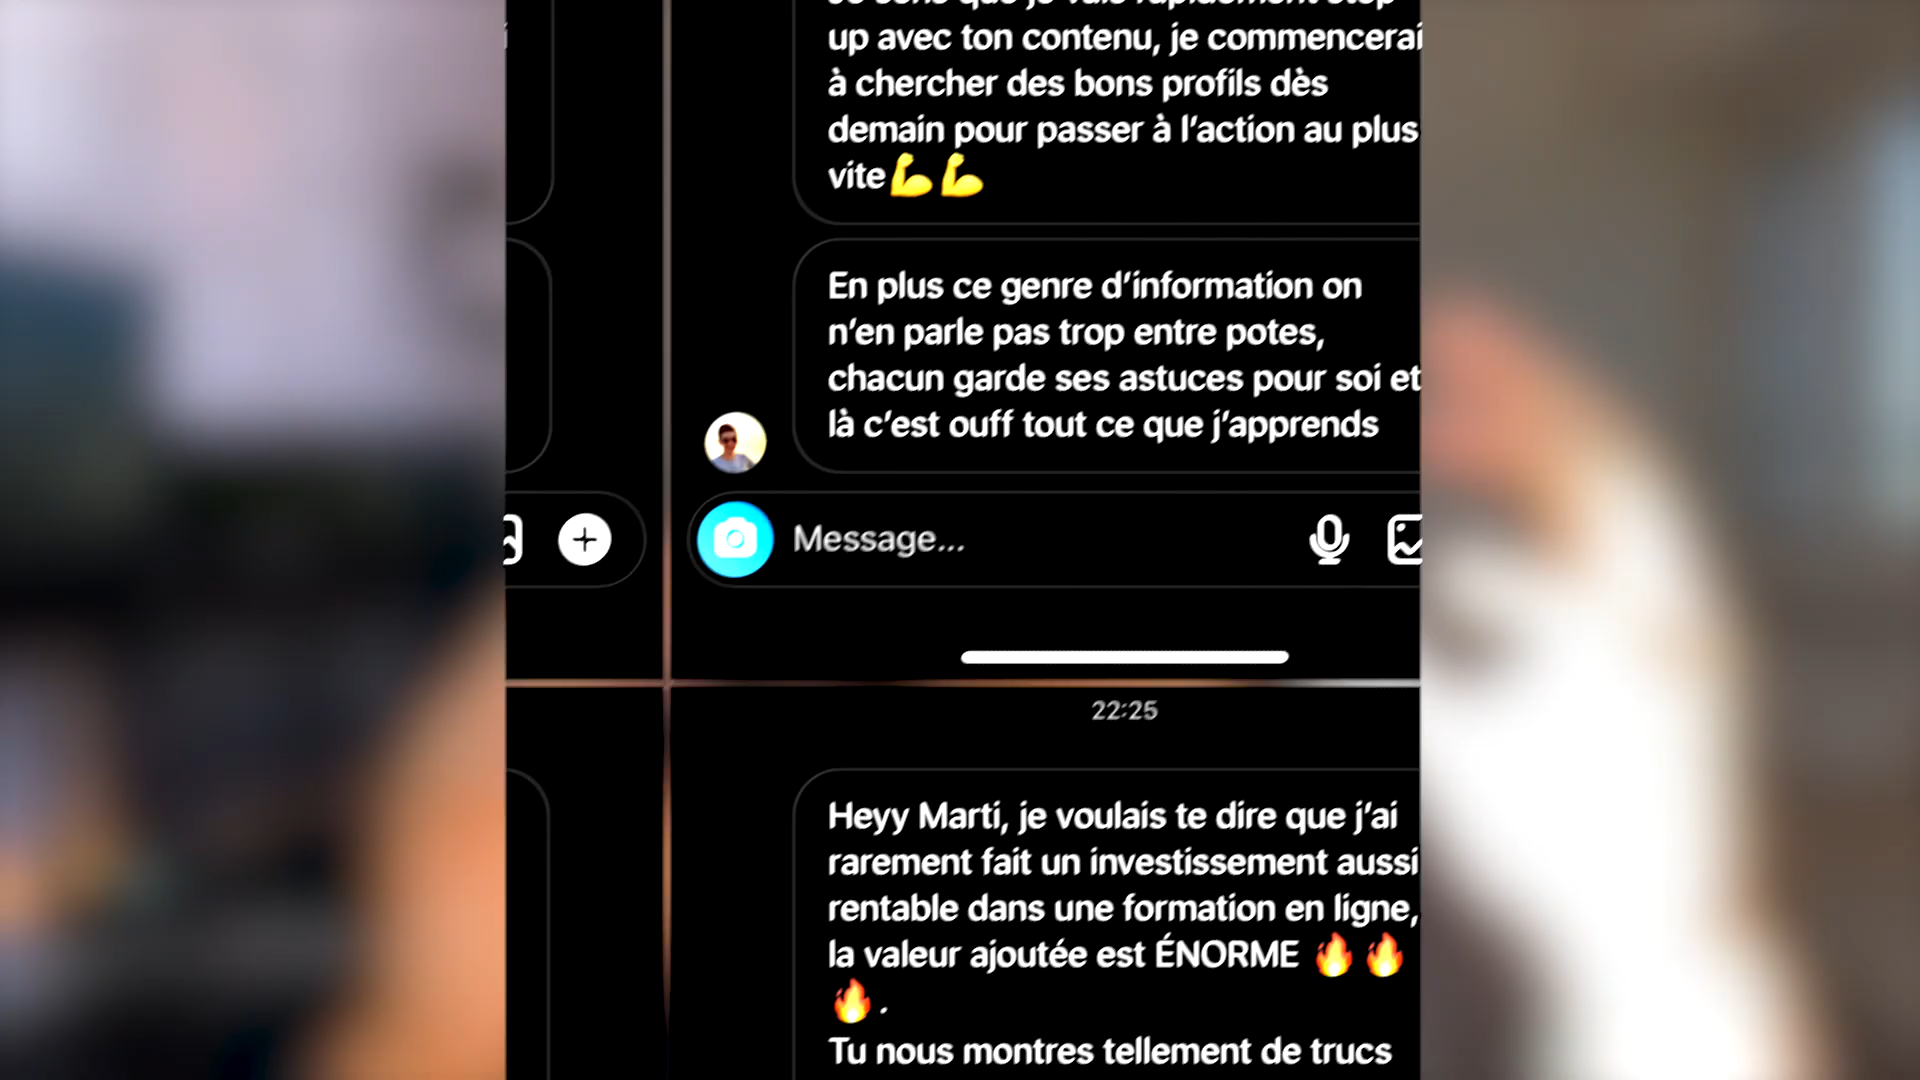 up avec ton contenu, je commencerai
à chercher des bons profils dès
demain pour passer à l'action au plus
vite💪💪
En plus ce genre d'information on
n'en parle pas trop entre potes,
chacun garde ses astuces pour soi et
là c'est ouff tout ce que j'apprends
Message...
22:25
Heyy Marti, je voulais te dire que j'ai
rarement fait un investissement aussi
rentable dans une formation en ligne,
la valeur ajoutée est ÉNORME 🔥🔥
🔥.
Tu nous montres tellement de trucs